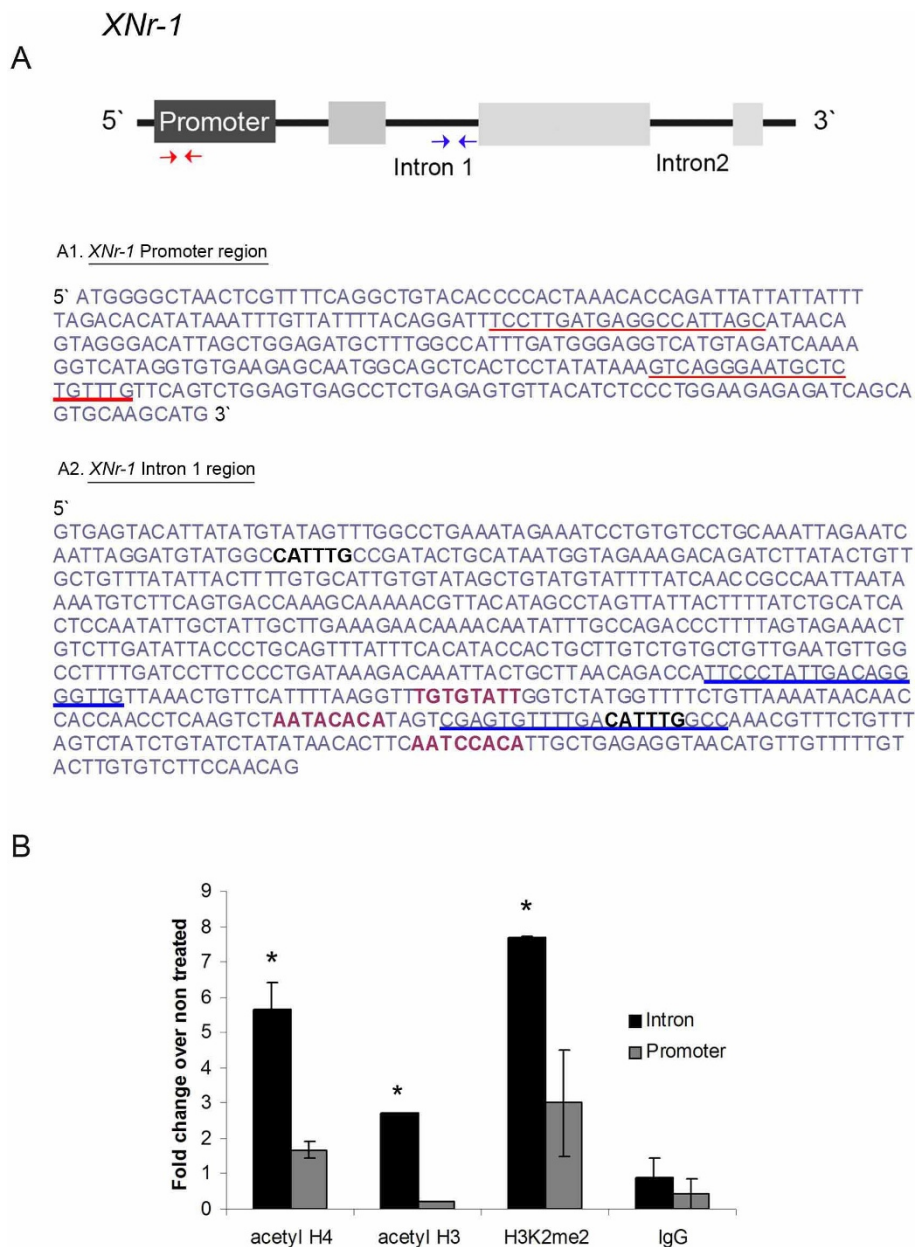 XNr-1
A
5` Promoter 3`
Intron 1 Intron2
A1. XNr-1 Promoter region
5` ATGGGGCTAACTCGTTTTCAGGCTGTACACCCCCACTAAACACCAGATTATTATTATTT
TAGACACATATAAATTTGTTATTTTACAGGATTTCCTTGATGAGGCCATTAGCATAACA
GTAGGGACATTAGCTGGAGATGCTTTGGCCATTTGATGGGAGGTCATGTAGATCAAAA
GGTCATAGGTGTGAAGAGCAATGGCAGCTCACTCCTATATAAAGTCAGGGAATGCTC
TGTTTGTTCAGTCTGGAGTGAGCCTCTGAGAGTGTTACATCTCCCTGGAAGAGAGATCAGCA
GTGCAAGCATG 3`
A2. XNr-1 Intron 1 region
5`
GTGAGTACATTATATGTATAGTTTGGCCTGAAATAGAAATCCTGTGTCCTGCAAATTAGAATC
AATTAGGATGTATGGCCATTTGCCGATACTGCATAATGGTAGAAAGACAGATCTTATACTGTT
GCTGTTTATATTACTTTTGTGCATTGTGTATAGCTGTATGTATTTTATCAACCGCCAATTAATA
AAATGTCTTCAGTGACCAAAGCAAAAACGTTACATAGCCTAGTTATTACTTTTATCTGCATCA
CTCCAATATTGCTATTGCTTGAAAGAACAAAACAATATTTGCCAGACCCTTTTAGTAGAAACT
GTCTTGATATTACCCTGCAGTTTATTTCACATACCACTGCTTGTCTGTGCTGTTGAATGTTGG
CCTTTTGATCCTTCCCCTGATAAAGACAAATTACTGCTTAACAGACCATTCCCTATTGACAGG
GGTTGTTAAACTGTTCATTTTAAGGTTTGTGTATTGGTCTATGGTTTTCTGTTAAAATAACAAC
CACCAACCTCAAGTCTAATACACATAGTCGAGTGTTTTGACATTTGGCCAAACGTTTCTGTTT
AGTCTATCTGTATCTATATAACACTTCAATCCACATTGCTGAGAGGTAACATGTTGTTTTTGT
ACTTGTGTCTTCCAACAG
B
Fold change over non treated
9
8
7
6
5
4
3
2
1
0
* * *
Intron
Promoter
acetyl H4 acetyl H3 H3K2me2 IgG